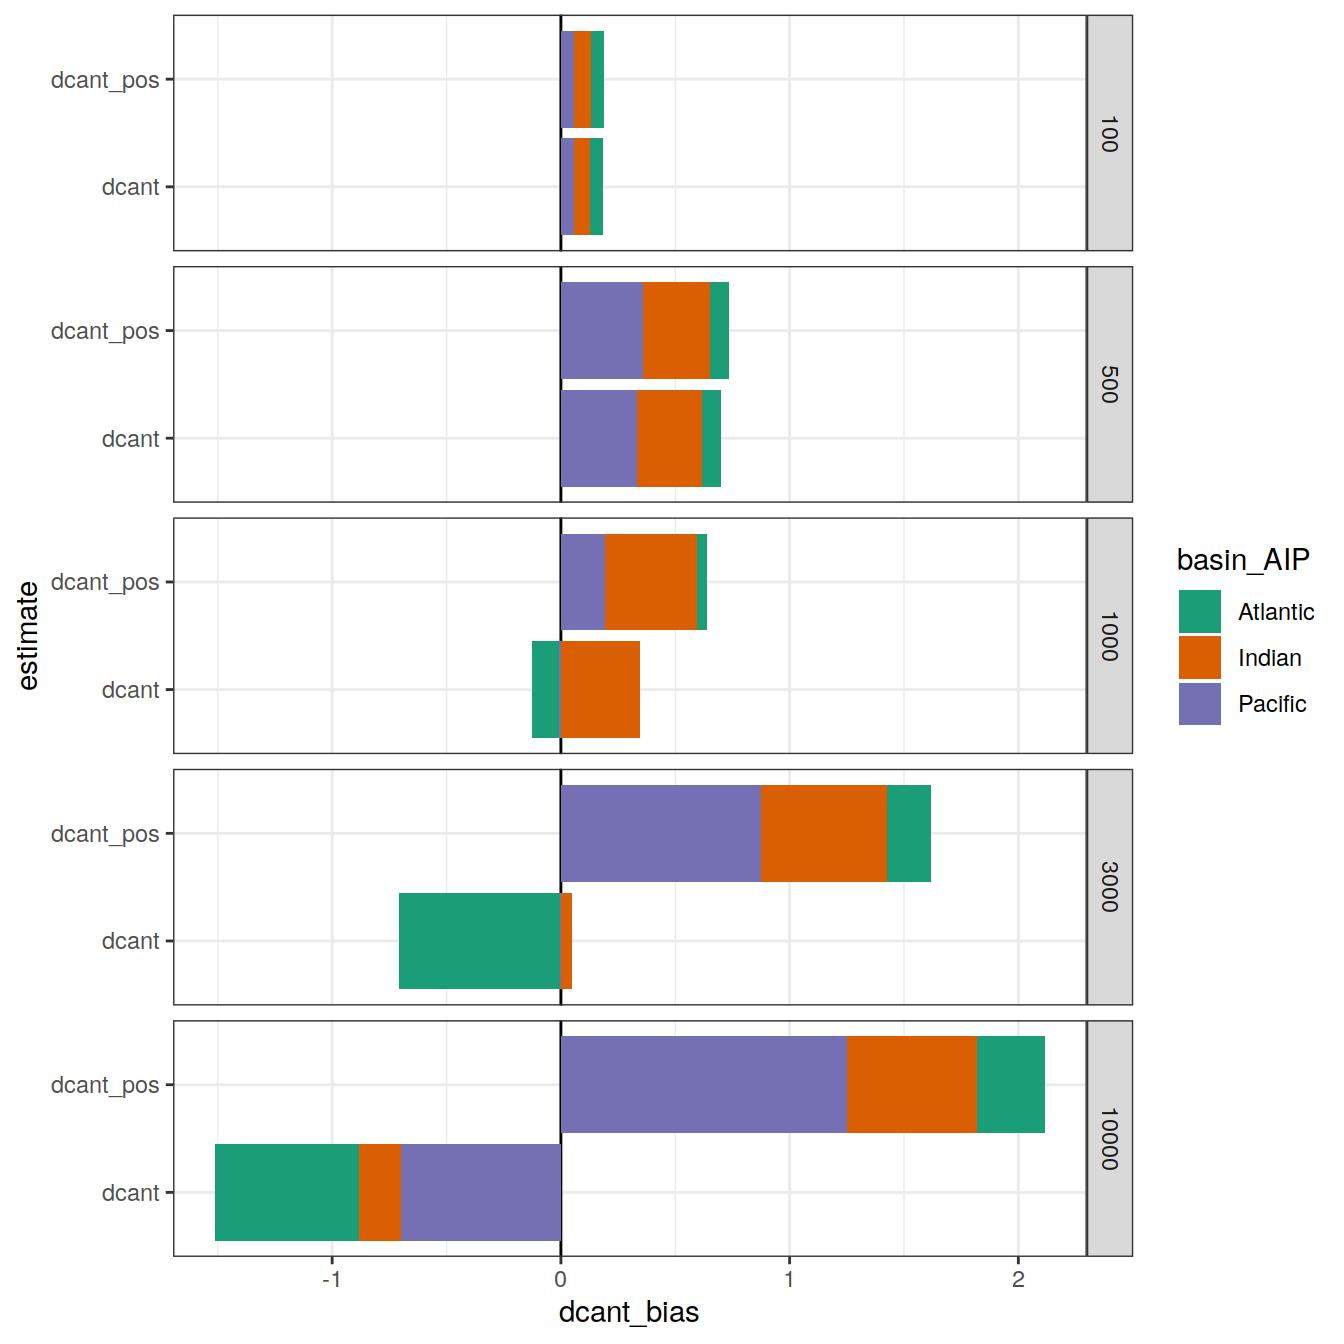 dcant_pos
dcant
100
dcant_pos
dcant
500
dcant_pos
dcant
1000
dcant_pos
dcant
3000
dcant_pos
dcant
10000
estimate
-1 0 1 2
dcant_bias
basin_AIP
Atlantic
Indian
Pacific